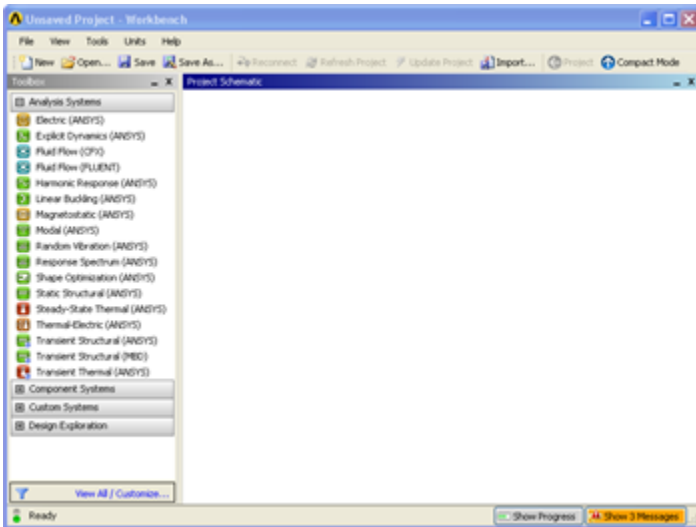 Unsaved Project - Workbench
File View Tools Units Help
New Open... Save Save As... Reconnect Refresh Project Update Project Import... Project Compact Mode
Toolbox
Project Schematic
Analysis Systems
Electric (ANSYS)
Explicit Dynamics (ANSYS)
Fluid Flow (CFX)
Fluid Flow (FLUENT)
Harmonic Response (ANSYS)
Linear Buckling (ANSYS)
Magnetostatic (ANSYS)
Modal (ANSYS)
Random Vibration (ANSYS)
Response Spectrum (ANSYS)
Shape Optimization (ANSYS)
Static Structural (ANSYS)
Steady-State Thermal (ANSYS)
Thermal-Electric (ANSYS)
Transient Structural (ANSYS)
Transient Structural (MBD)
Transient Thermal (ANSYS)
Component Systems
Custom Systems
Design Exploration
View All / Customize...
Ready
Show Progress Show 3 Messages